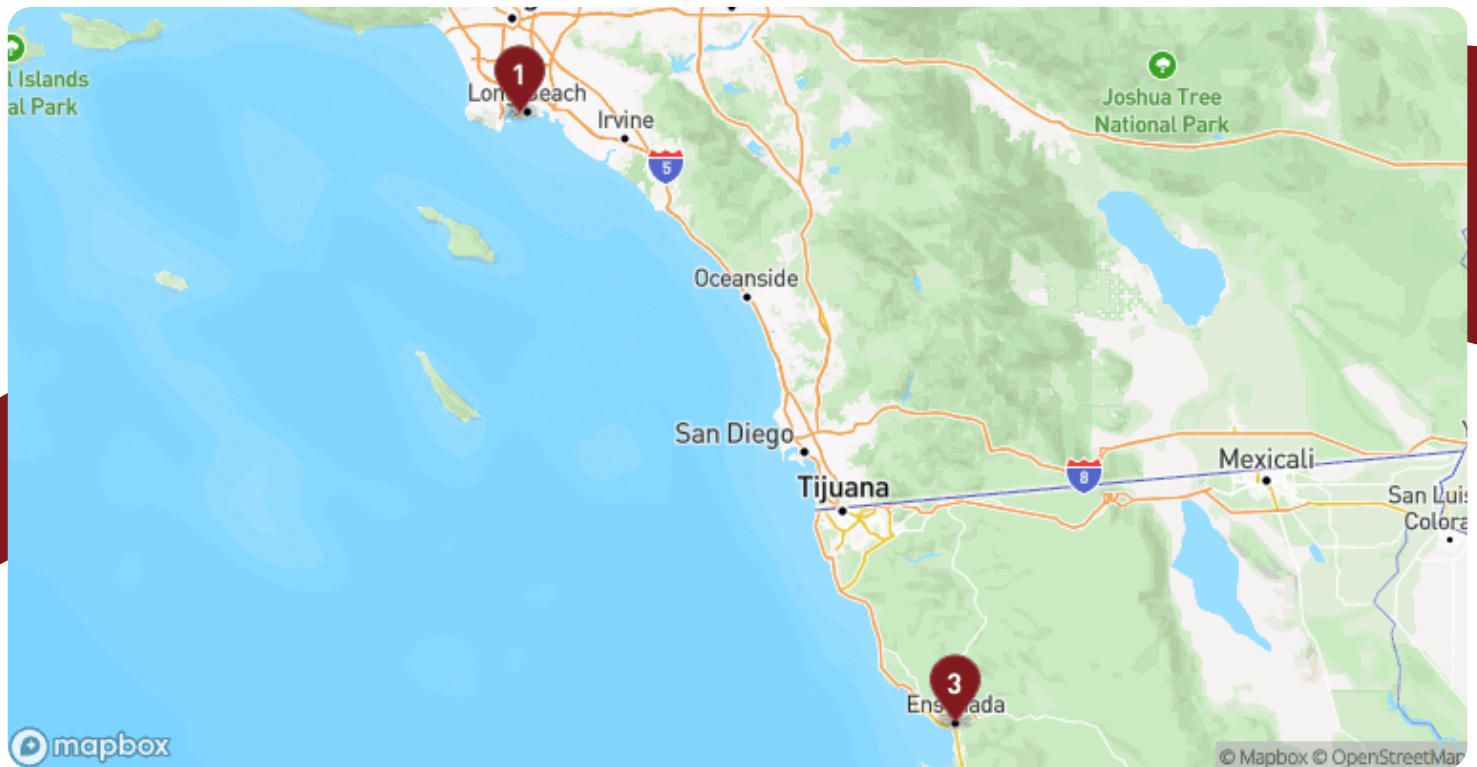 1
Long Beach
l Islands
al Park
Irvine
5
Joshua Tree
National Park
Oceanside
San Diego
8
Mexicali
Tijuana
San Luis
Colora
3
Ensenada
mapbox
© Mapbox © OpenStreetMap